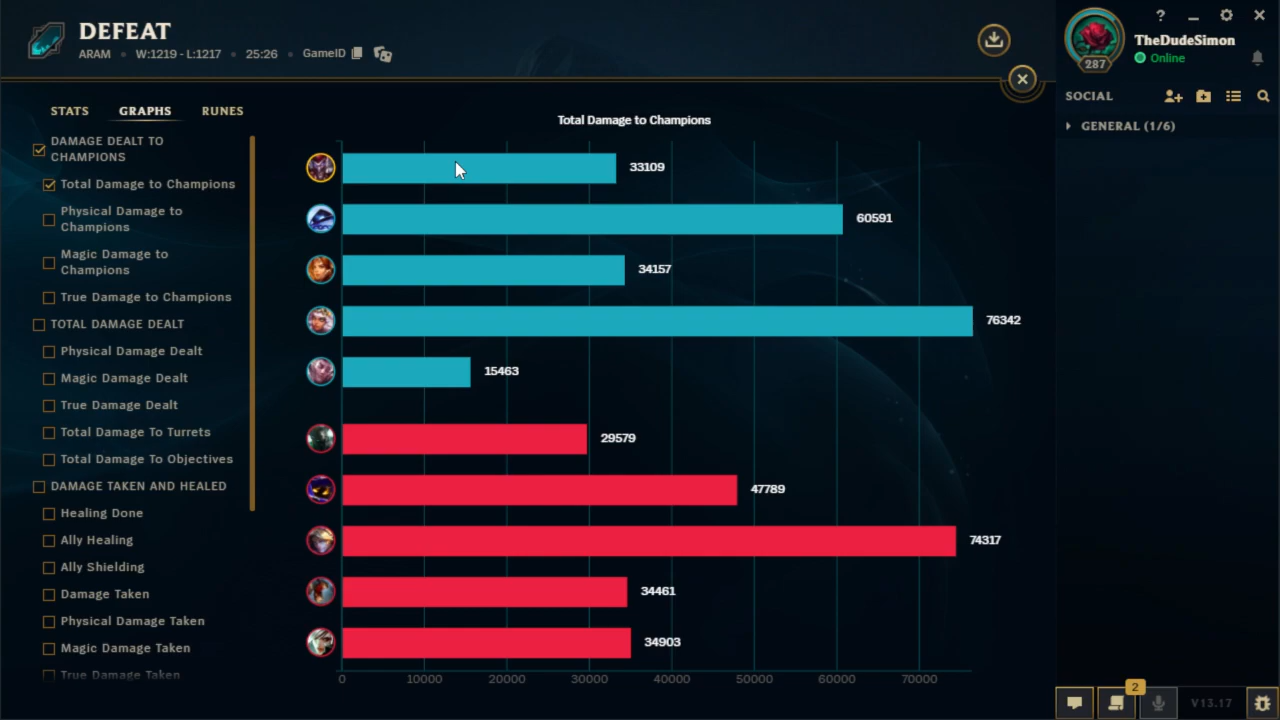 DEFEAT
ARAM • W:1219 - L:1217 • 25:26 • GameID
STATS GRAPHS RUNES
DAMAGE DEALT TO
CHAMPIONS
Total Damage to Champions
Physical Damage to
Champions
Magic Damage to
Champions
True Damage to Champions
TOTAL DAMAGE DEALT
Physical Damage Dealt
Magic Damage Dealt
True Damage Dealt
Total Damage To Turrets
Total Damage To Objectives
DAMAGE TAKEN AND HEALED
Healing Done
Ally Healing
Ally Shielding
Damage Taken
Physical Damage Taken
Magic Damage Taken
True Damage Taken
Total Damage to Champions
33109
60591
34157
76342
15463
29579
47789
74317
34461
34903
0 10000 20000 30000 40000 50000 60000 70000
?
287
TheDudeSimon
Online
SOCIAL
GENERAL (1/6)
2
V13.17